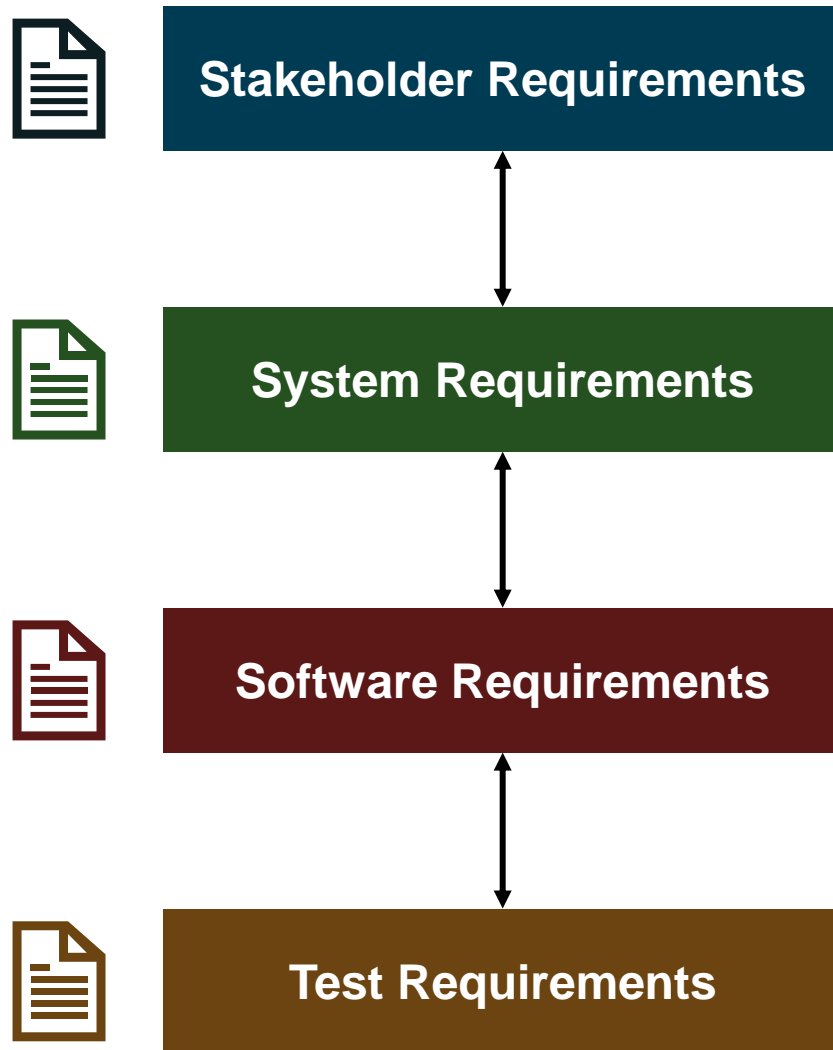 Stakeholder Requirements
System Requirements
Software Requirements
Test Requirements